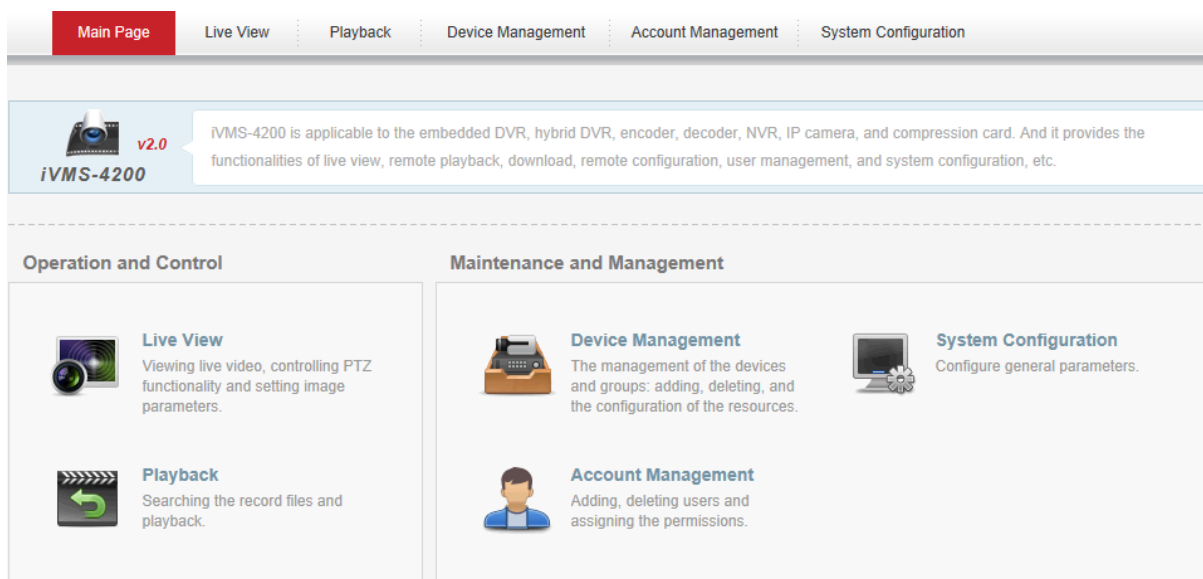 Main Page Live View Playback Device Management Account Management System Configuration
iVMS-4200 is applicable to the embedded DVR, hybrid DVR, encoder, decoder, NVR, IP camera, and compression card. And it provides the
v2.0
functionalities of live view, remote playback, download, remote configuration, user management, and system configuration, etc.
iVMS-4200
Operation and Control
Live View
Viewing live video, controlling PTZ
functionality and setting image
parameters.
Playback
Searching the record files and
playback.
Maintenance and Management
Device Management
The management of the devices
and groups: adding, deleting, and
the configuration of the resources.
System Configuration
Configure general parameters.
Account Management
Adding, deleting users and
assigning the permissions.